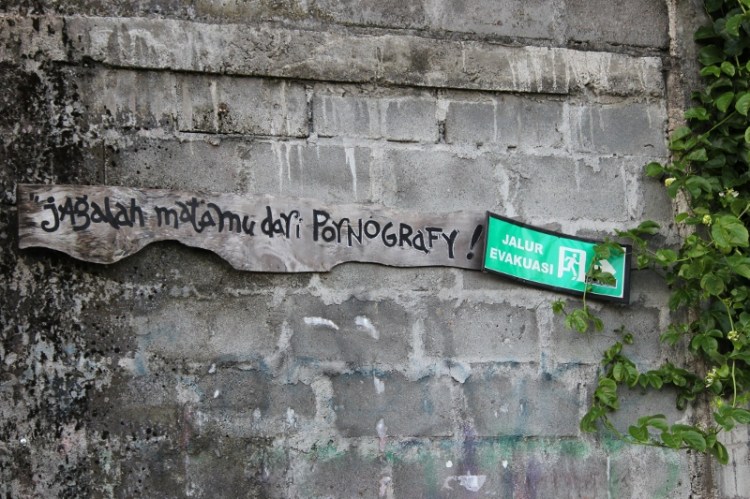 "jAgalah matamu dari PoRNOGRaFY !
JALUR
EVAKUASI